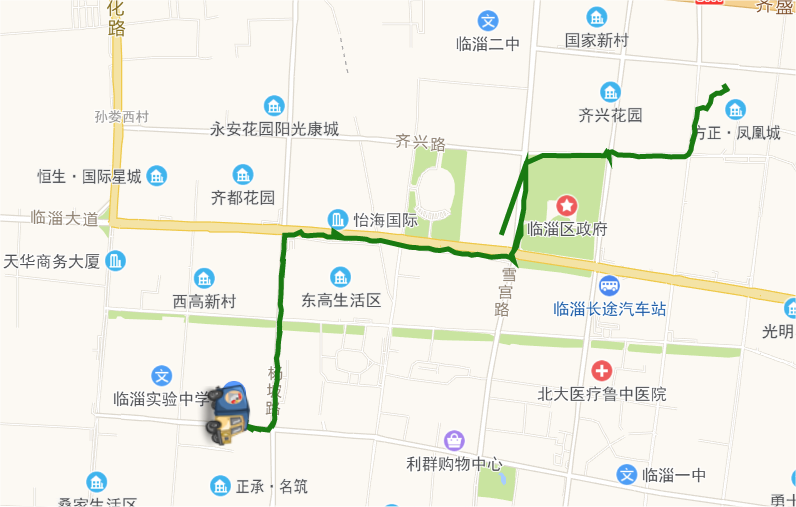 化路
齐盛
临淄二中
国家新村
孙娄西村
永安花园阳光康城
齐兴路
齐兴花园
方正·凤凰城
恒生·国际星城
齐都花园
临淄大道
怡海国际
临淄区政府
天华商务大厦
西高新村
东高生活区
雪宫路
临淄长途汽车站
光明
杨坡路
临淄实验中学
北大医疗鲁中医院
利群购物中心
临淄一中
桑家生活区
正承·名筑
勇士